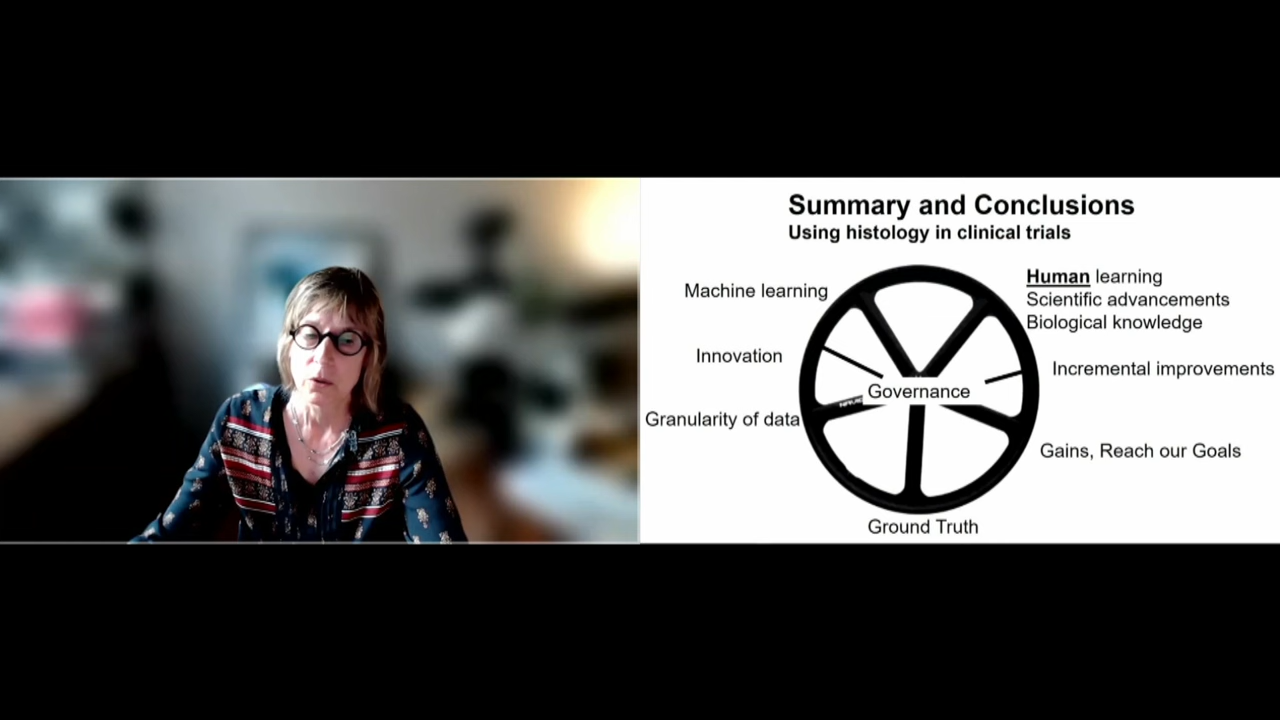 Summary and Conclusions
Using histology in clinical trials
Machine learning
Human learning
Scientific advancements
Biological knowledge
Innovation
Incremental improvements
Governance
Granularity of data
Gains, Reach our Goals
Ground Truth